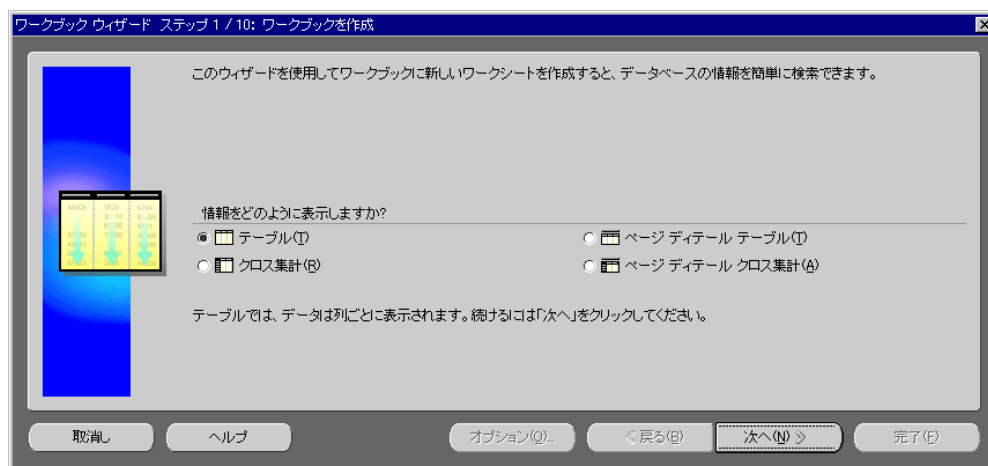 ワークブック ウィザード ステップ 1 / 10: ワークブックを作成
このウィザードを使用してワークブックに新しいワークシートを作成すると、データベースの情報を簡単に検索できます。
情報をどのように表示しますか?
テーブル(T)
ページ ディテール テーブル(T)
クロス集計(R)
ページ ディテール クロス集計(A)
テーブルでは、データは列ごとに表示されます。続けるには「次へ」をクリックしてください。
取消し
ヘルプ
オプション(O)...
< 戻る(B)
次へ(N) >
完了(F)